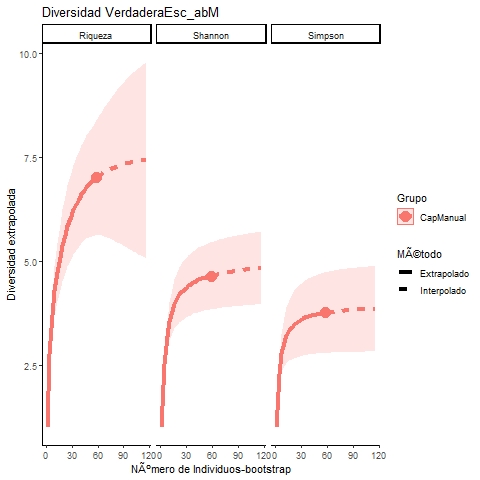 Diversidad VerdaderaEsc_abM
Riqueza Shannon Simpson
10.0
7.5
5.0
2.5
Diversidad extrapolada
0 30 60 90 120 0 30 60 90 120 0 30 60 90 120
NÃºmero de Individuos-bootstrap
Grupo
CapManual
MÃ©todo
Extrapolado
Interpolado